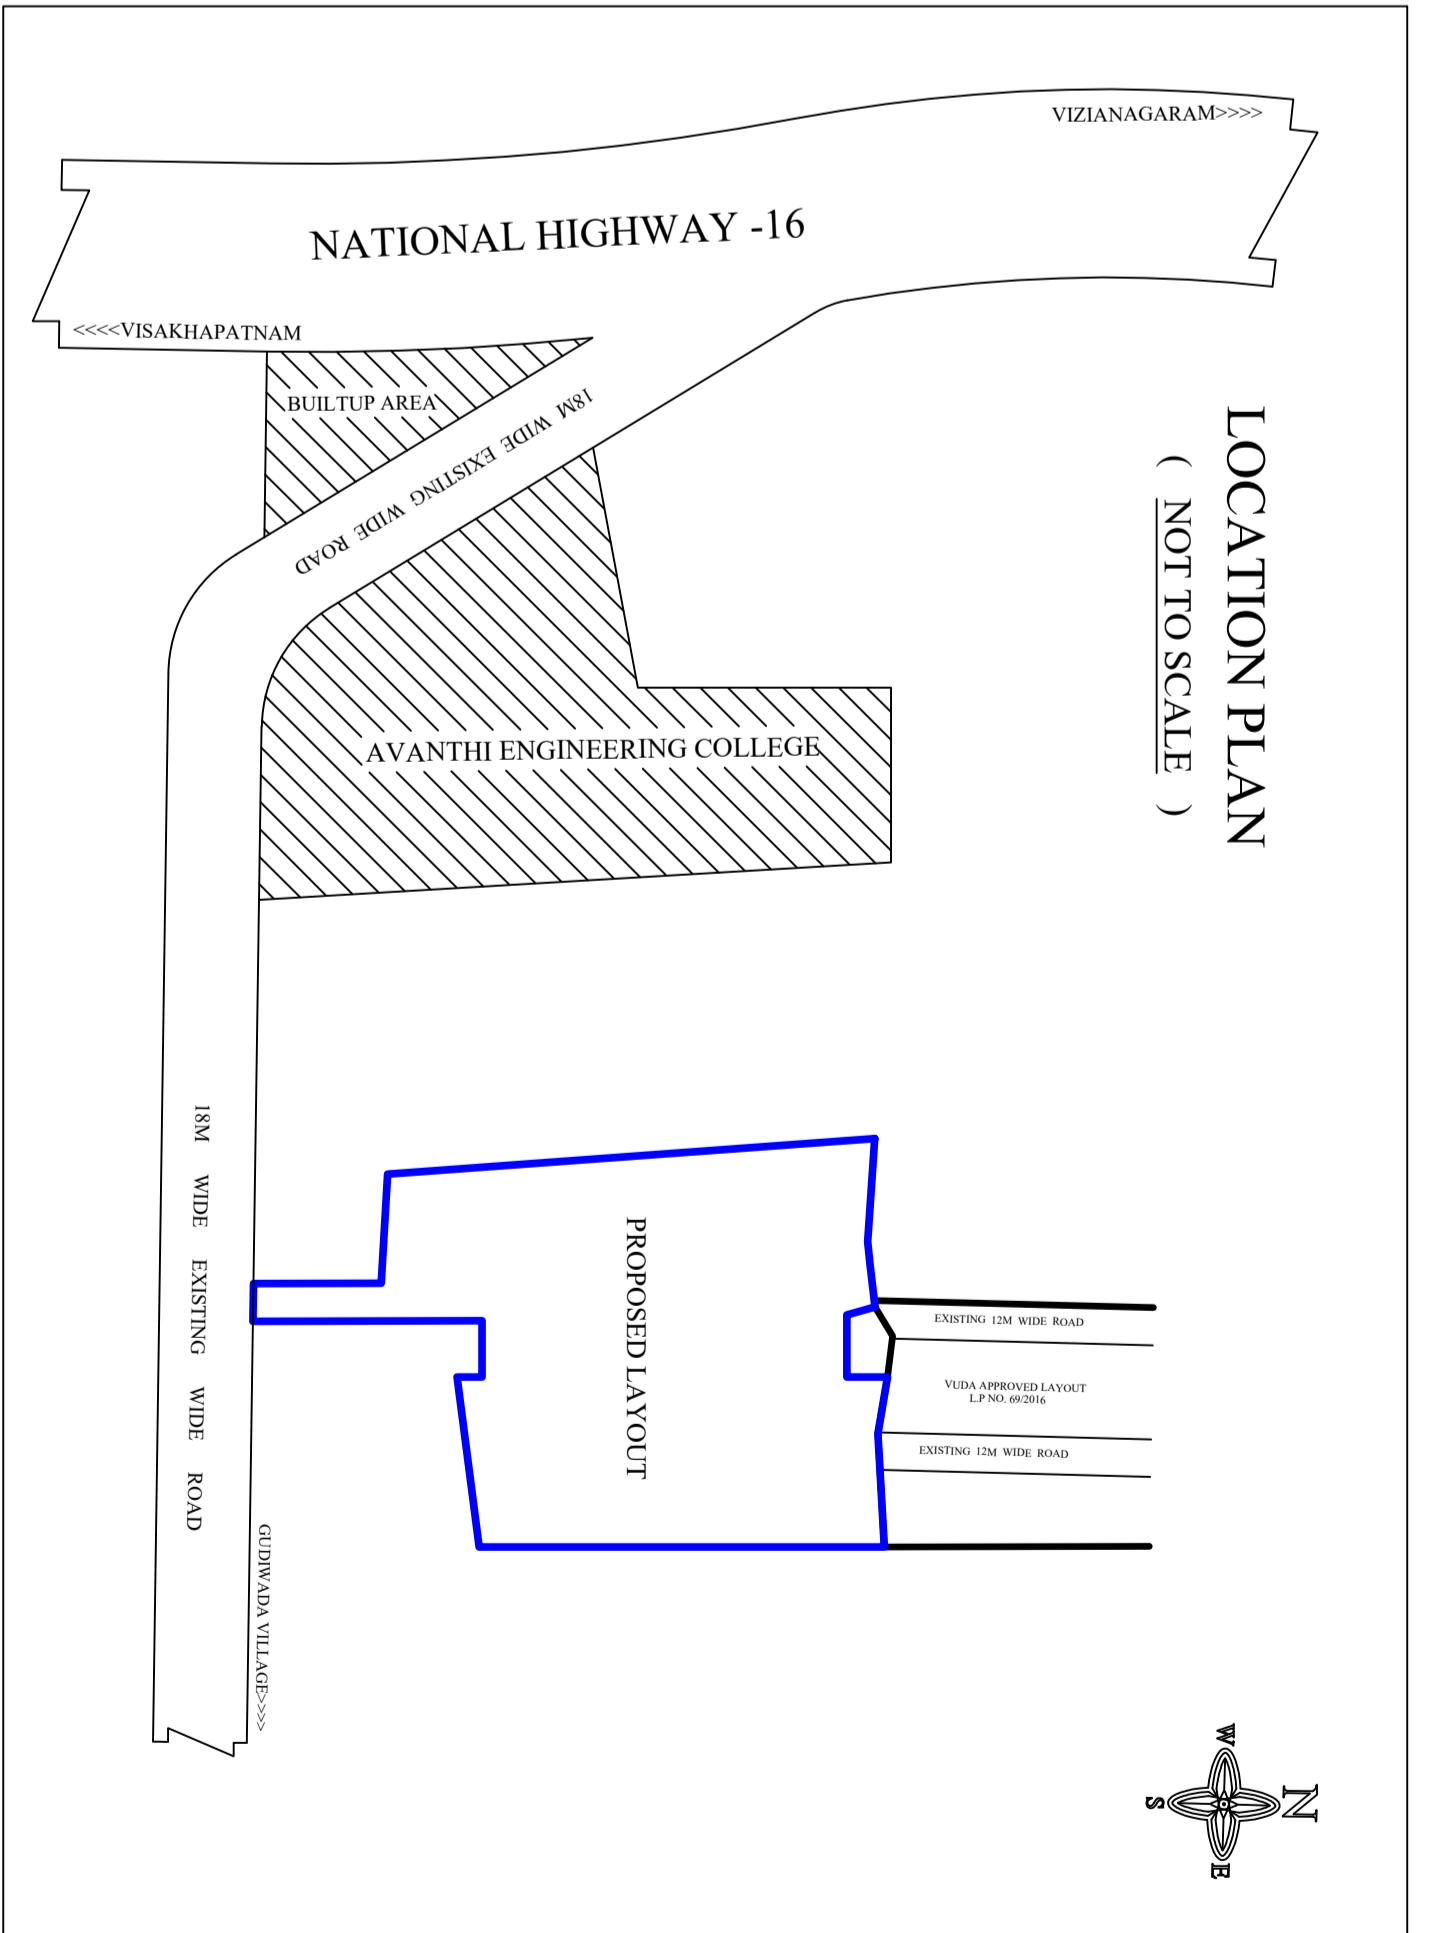 LOCATION PLAN
( NOT TO SCALE )
VIZIANAGARAM>>>>
NATIONAL HIGHWAY -16
<<<<VISAKHAPATNAM
BUILTUP AREA
18M WIDE EXISTING WIDE ROAD
AVANTHI ENGINEERING COLLEGE
18M WIDE EXISTING WIDE ROAD
GUDIWADA VILLAGE>>>>
PROPOSED LAYOUT
EXISTING 12M WIDE ROAD
VUDA APPROVED LAYOUT
L.P NO. 69/2016
EXISTING 12M WIDE ROAD
N
W
E
S